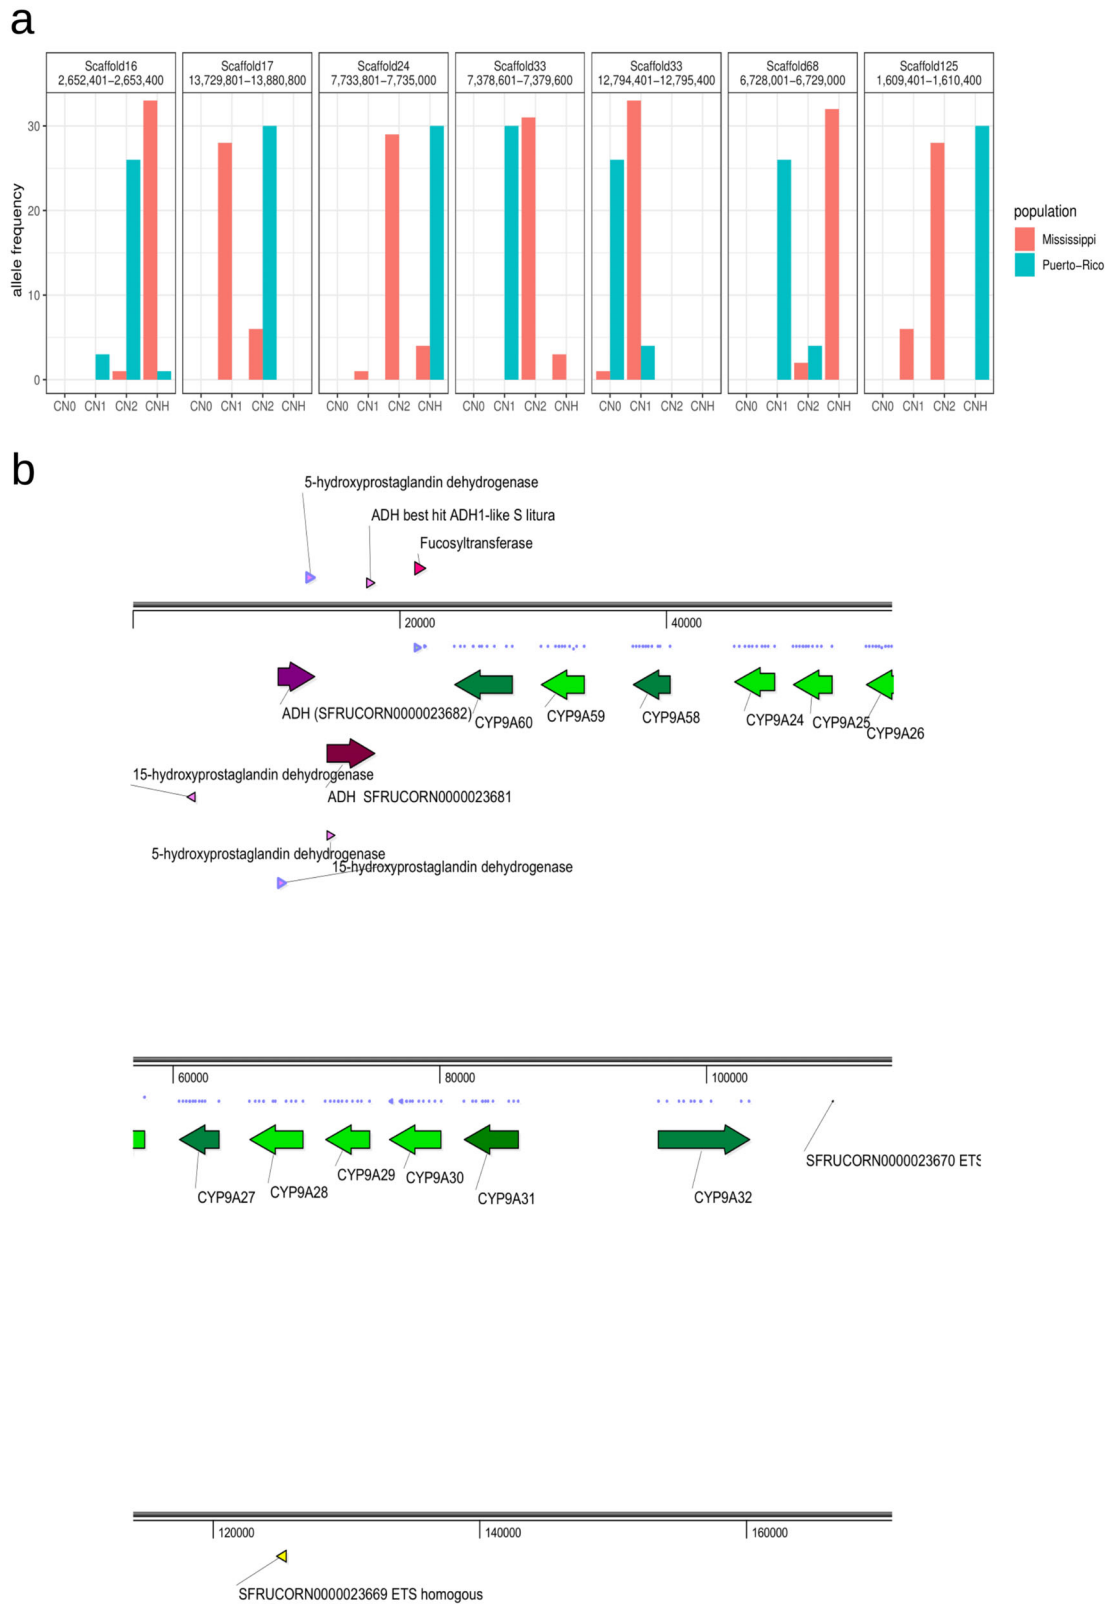 a
Scaffold16
2,652,401−2,653,400
Scaffold17
13,729,801−13,880,800
Scaffold24
7,733,801−7,735,000
Scaffold33
7,378,601−7,379,600
Scaffold33
12,794,401−12,795,400
Scaffold68
6,728,001−6,729,000
Scaffold125
1,609,401−1,610,400
allele frequency
30
20
10
0
CN0 CN1 CN2 CNH
CN0 CN1 CN2 CNH
CN0 CN1 CN2 CNH
CN0 CN1 CN2 CNH
CN0 CN1 CN2 CNH
CN0 CN1 CN2 CNH
CN0 CN1 CN2 CNH
population
Mississippi
Puerto−Rico
b
5-hydroxyprostaglandin dehydrogenase
ADH best hit ADH1-like S litura
Fucosyltransferase
20000
40000
ADH (SFRUCORN0000023682)
CYP9A60
CYP9A59
CYP9A58
CYP9A24
CYP9A25
CYP9A26
15-hydroxyprostaglandin dehydrogenase
ADH SFRUCORN0000023681
5-hydroxyprostaglandin dehydrogenase
15-hydroxyprostaglandin dehydrogenase
60000
80000
100000
CYP9A27
CYP9A28
CYP9A29
CYP9A30
CYP9A31
CYP9A32
SFRUCORN0000023670 ETS
120000
140000
160000
SFRUCORN0000023669 ETS homogous